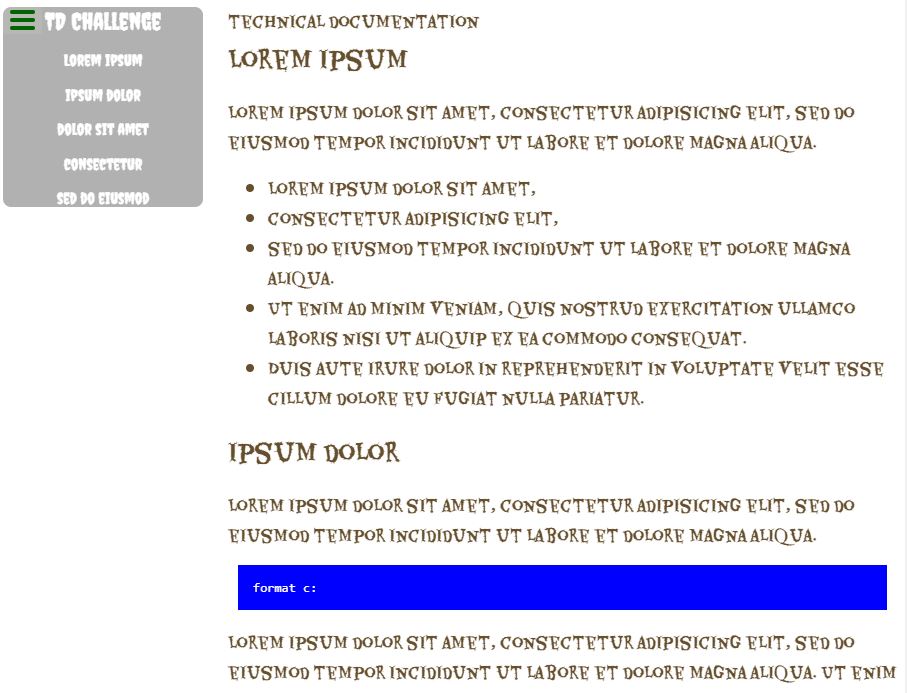 TD CHALLENGE
LOREM IPSUM
IPSUM DOLOR
DOLOR SIT AMET
CONSECTETUR
SED DO EIUSMOD
TECHNICAL DOCUMENTATION
LOREM IPSUM
LOREM IPSUM DOLOR SIT AMET, CONSECTETUR ADIPISICING ELIT, SED DO
EIUSMOD TEMPOR INCIDIDUNT UT LABORE ET DOLORE MAGNA ALIQUA.
LOREM IPSUM DOLOR SIT AMET,
CONSECTETUR ADIPISICING ELIT,
SED DO EIUSMOD TEMPOR INCIDIDUNT UT LABORE ET DOLORE MAGNA
ALIQUA.
UT ENIM AD MINIM VENIAM, QUIS NOSTRUD EXERCITATION ULLAMCO
LABORIS NISI UT ALIQUIP EX EA COMMODO CONSEQUAT.
DUIS AUTE IRURE DOLOR IN REPREHENDERIT IN VOLUPTATE VELIT ESSE
CILLUM DOLORE EU FUGIAT NULLA PARIATUR.
IPSUM DOLOR
LOREM IPSUM DOLOR SIT AMET, CONSECTETUR ADIPISICING ELIT, SED DO
EIUSMOD TEMPOR INCIDIDUNT UT LABORE ET DOLORE MAGNA ALIQUA.
format c:
LOREM IPSUM DOLOR SIT AMET, CONSECTETUR ADIPISICING ELIT, SED DO
EIUSMOD TEMPOR INCIDIDUNT UT LABORE ET DOLORE MAGNA ALIQUA. UT ENIM